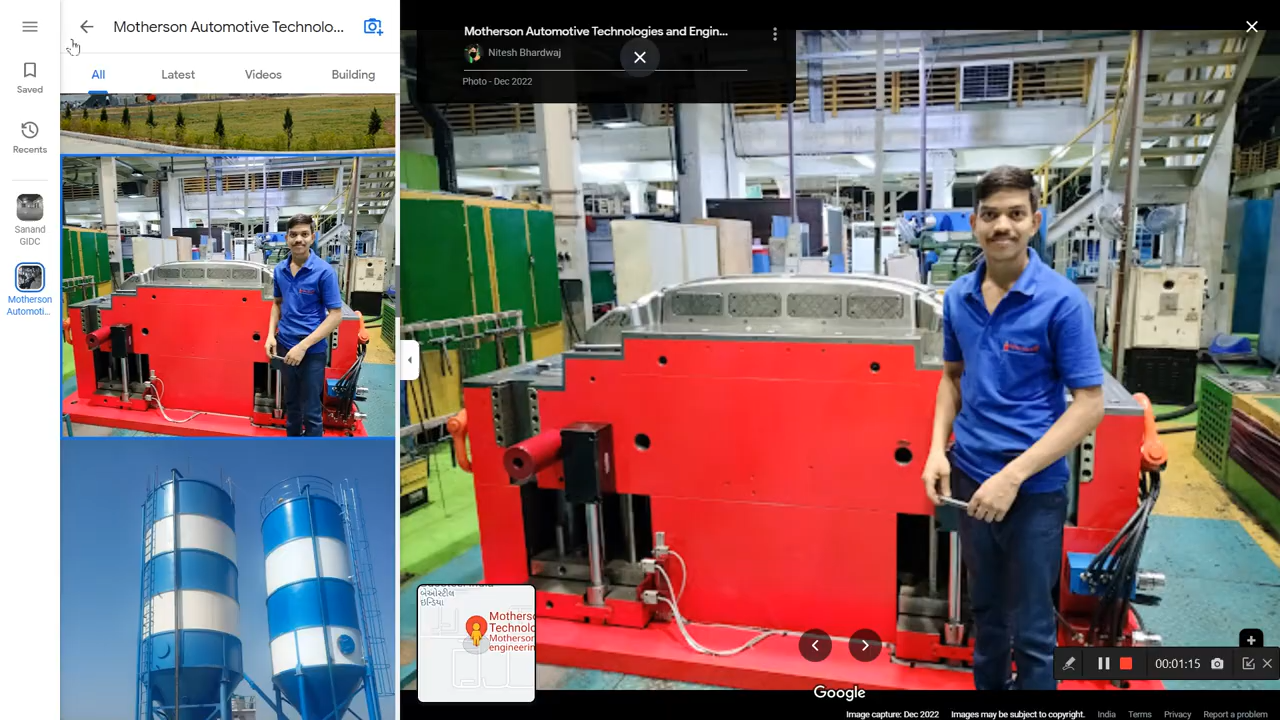 Motherson Automotive Technolo...
All
Latest
Videos
Building
Saved
Recents
Sanand
GIDC
Motherson
Automoti...
Motherson Automotive Technologies and Engin...
Nitesh Bhardwaj
Photo - Dec 2022
બેઓસ્ટીલ
ઇન્ડિયા
Motherso
Technolo
Motherson
engineerin
Google
00:01:15
Image capture: Dec 2022
Images may be subject to copyright.
India
Terms
Privacy
Report a problem